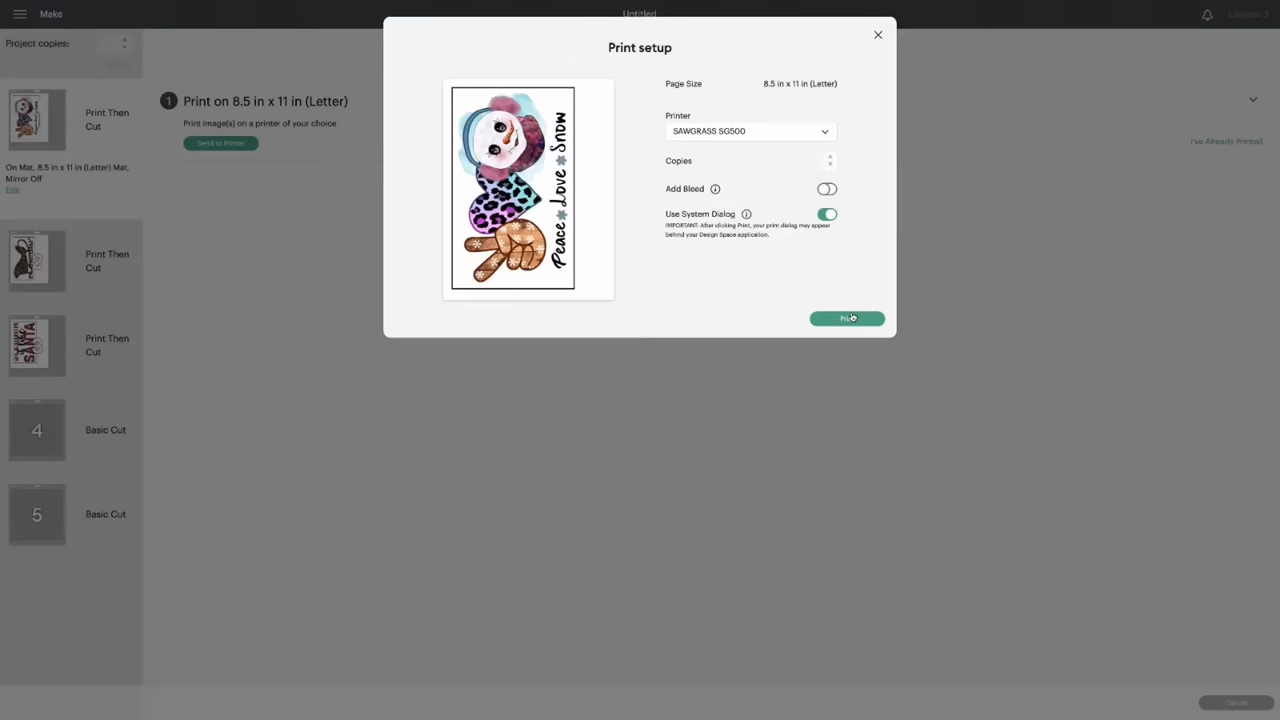 Make
Untitled
Explore
Project copies:
Print setup
Page Size 8.5 in x 11 in (Letter)
Printer
SAWGRASS SG500
Copies
Add Bleed
Use System Dialog
IMPORTANT: After clicking Print, your print dialog may appear
behind your Design Space application.
Print
Peace Love Snow
1 Print on 8.5 in x 11 in (Letter)
Print image(s) on a printer of your choice
Send to Printer
I've Already Printed
Print Then
Cut
On Mat, 8.5 in x 11 in (Letter) Mat,
Mirror Off
Edit
Print Then
Cut
SANTA
Print Then
Cut
4 Basic Cut
5 Basic Cut
Cancel